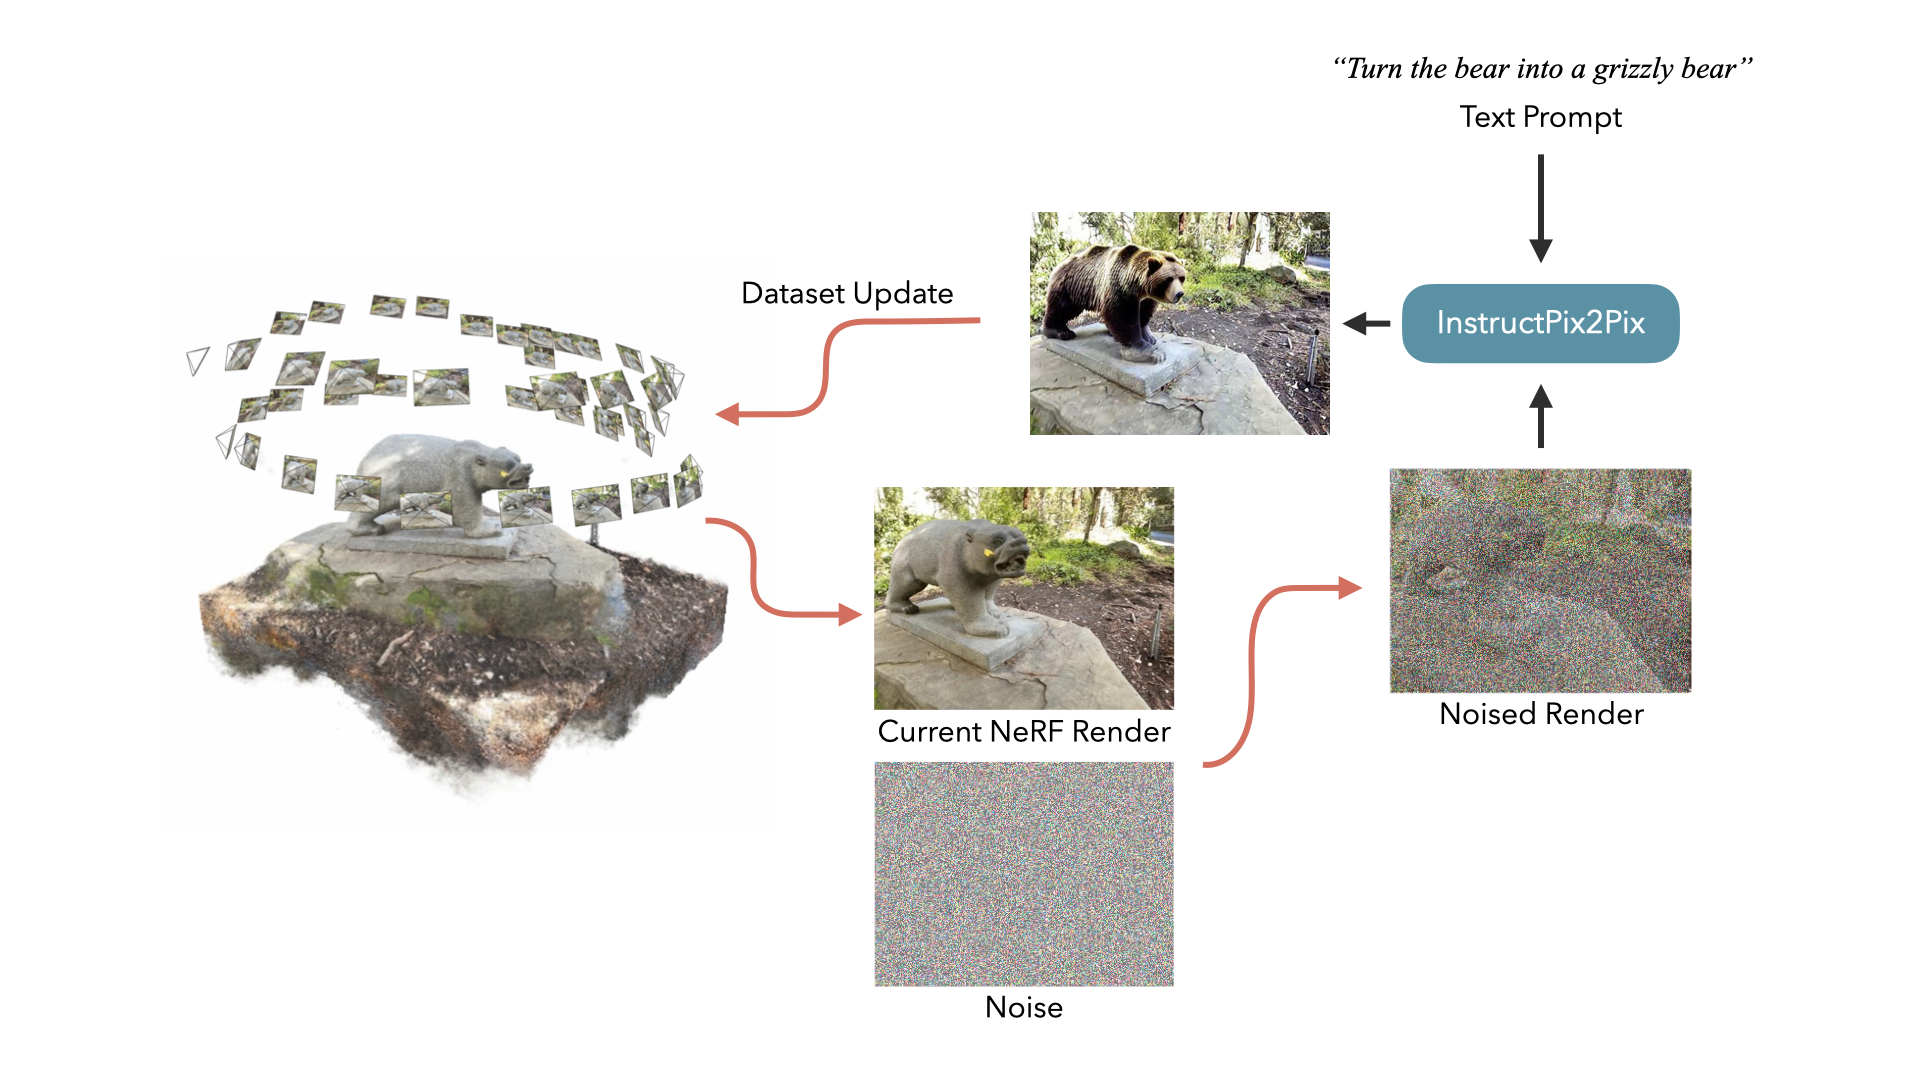 “Turn the bear into a grizzly bear”
Text Prompt
Dataset Update
InstructPix2Pix
Current NeRF Render
Noised Render
Noise